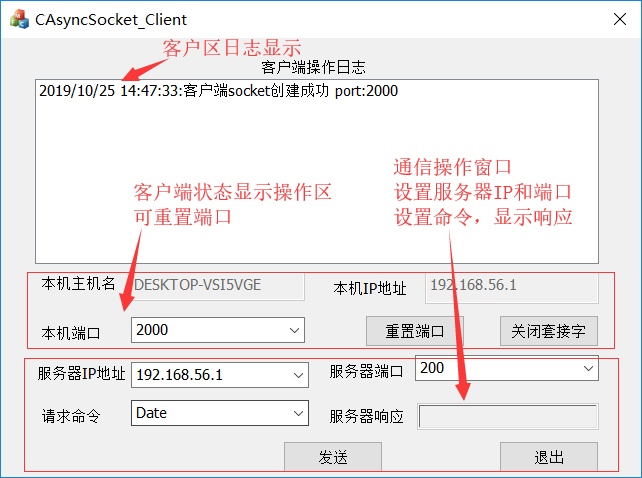 CAsyncSocket_Client
客户区日志显示
客户端操作日志
2019/10/25 14:47:33:客户端socket创建成功 port:2000
通信操作窗口
设置服务器IP和端口
设置命令，显示响应
客户端状态显示操作区
可重置端口
本机主机名 DESKTOP-VSI5VGE 本机IP地址 192.168.56.1
本机端口 2000 重置端口 关闭套接字
服务器IP地址 192.168.56.1 服务器端口 200
请求命令 Date 服务器响应
发送 退出